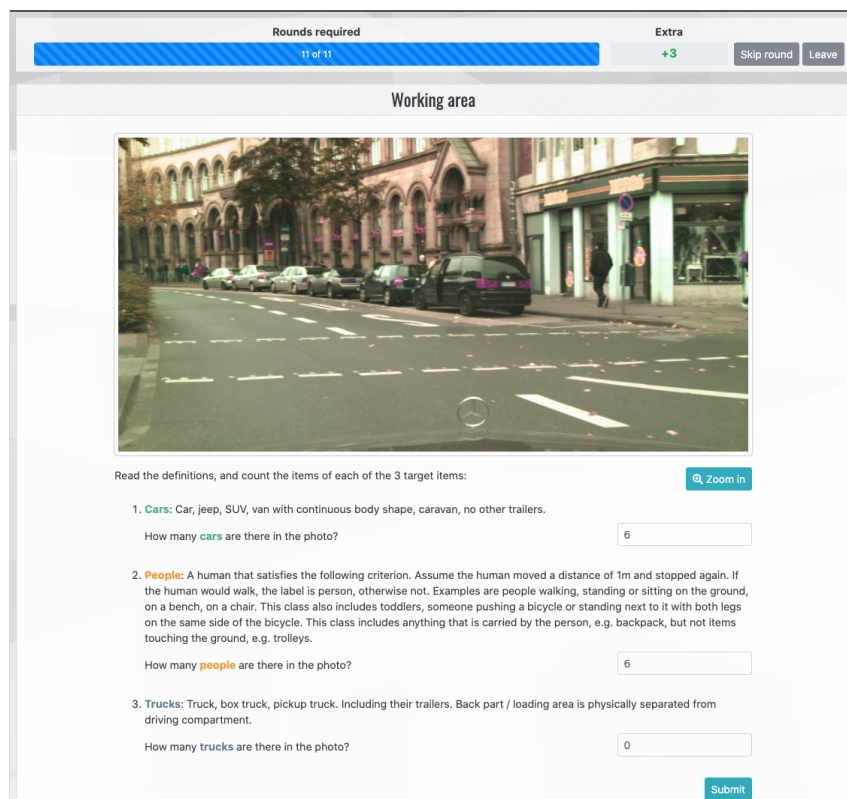 Rounds required
Extra
11 of 11
+3
Skip round
Leave
Working area
Read the definitions, and count the items of each of the 3 target items:
Zoom in
1. Cars: Car, jeep, SUV, van with continuous body shape, caravan, no other trailers.
How many cars are there in the photo?
6
2. People: A human that satisfies the following criterion. Assume the human moved a distance of 1m and stopped again. If
the human would walk, the label is person, otherwise not. Examples are people walking, standing or sitting on the ground,
on a bench, on a chair. This class also includes toddlers, someone pushing a bicycle or standing next to it with both legs
on the same side of the bicycle. This class includes anything that is carried by the person, e.g. backpack, but not items
touching the ground, e.g. trolleys.
How many people are there in the photo?
6
3. Trucks: Truck, box truck, pickup truck. Including their trailers. Back part / loading area is physically separated from
driving compartment.
How many trucks are there in the photo?
0
Submit